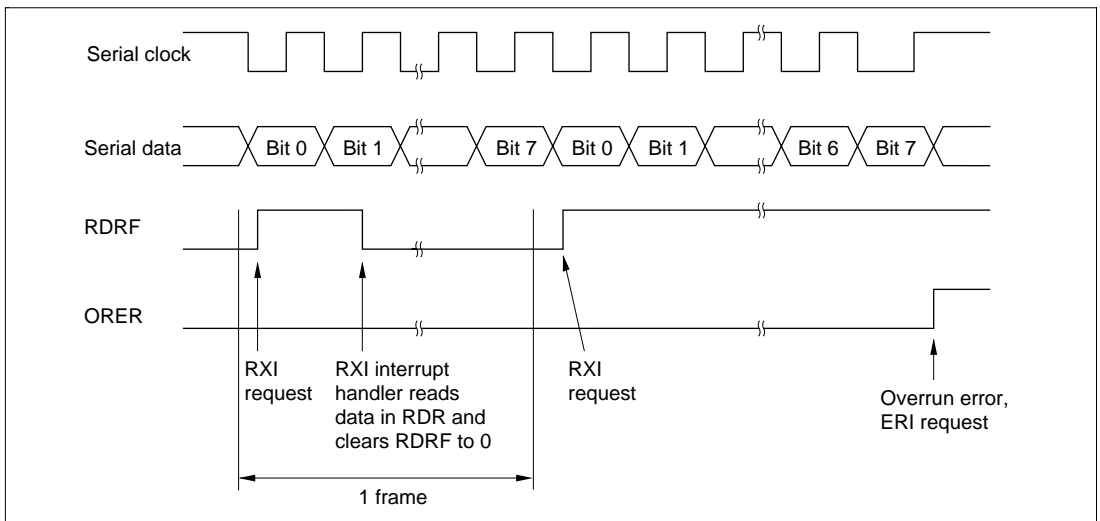 Serial clock
Serial data
Bit 0
Bit 1
Bit 7
Bit 0
Bit 1
Bit 6
Bit 7
RDRF
ORER
RXI
request
RXI interrupt
handler reads
data in RDR and
clears RDRF to 0
RXI
request
Overrun error,
ERI request
1 frame